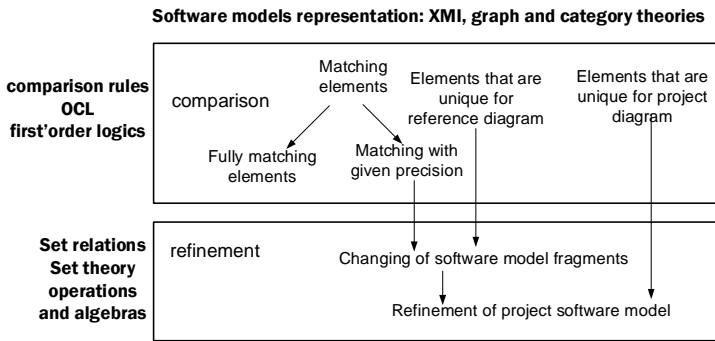 Software models representation: XMI, graph and category theories
comparison rules
OCL
first'order logics
comparison
Matching
elements
Elements that are
unique for
reference diagram
Elements that are
unique for project
diagram
Fully matching
elements
Matching with
given precision
Set relations
Set theory
operations
and algebras
refinement
Changing of software model fragments
Refinement of project software model